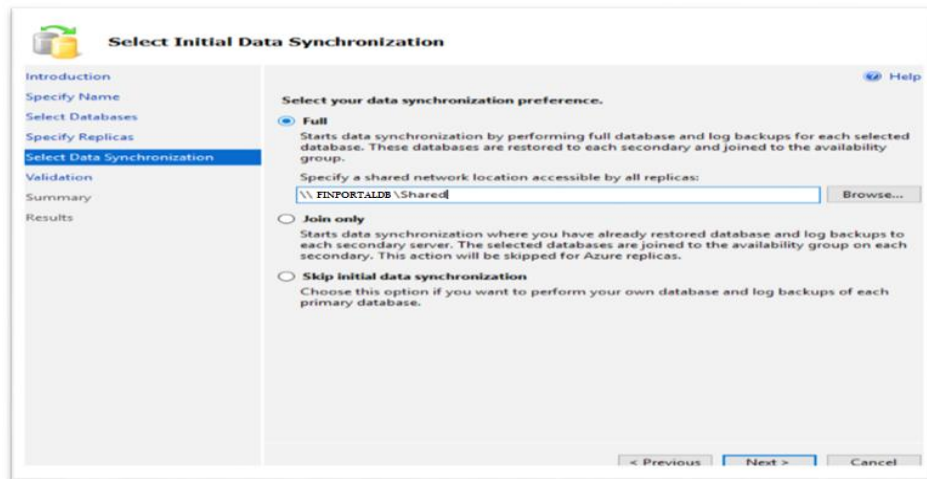 Select Initial Data Synchronization
Introduction
Specify Name
Select Databases
Specify Replicas
Select Data Synchronization
Validation
Summary
Results
Help
Select your data synchronization preference.
Full
Starts data synchronization by performing full database and log backups for each selected
database. These databases are restored to each secondary and joined to the availability
group.
Specify a shared network location accessible by all replicas:
\\ FINPORTALDB \Shared
Browse...
Join only
Starts data synchronization where you have already restored database and log backups to
each secondary server. The selected databases are joined to the availability group on each
secondary. This action will be skipped for Azure replicas.
Skip initial data synchronization
Choose this option if you want to perform your own database and log backups of each
primary database.
< Previous
Next >
Cancel